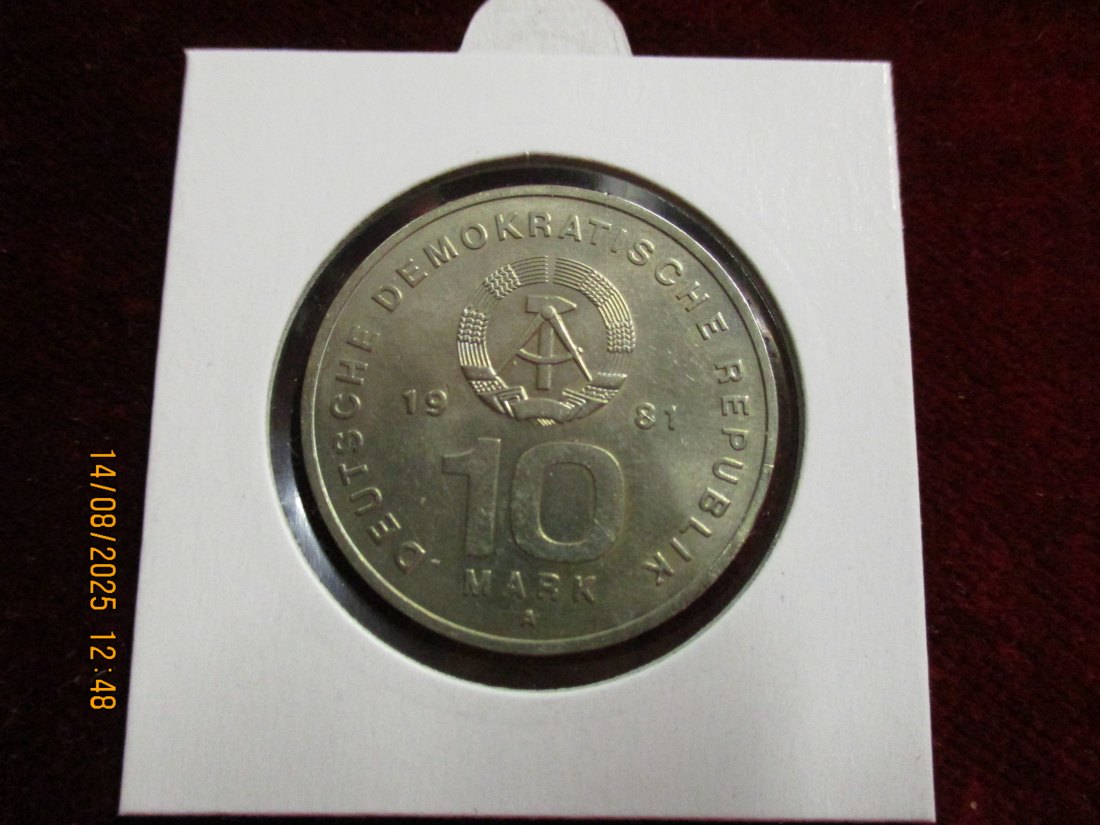 DEUTSCHE DEMOKRATISCHE REPUBLIK
19 81
10
MARK
A
14/08/2025 12:48